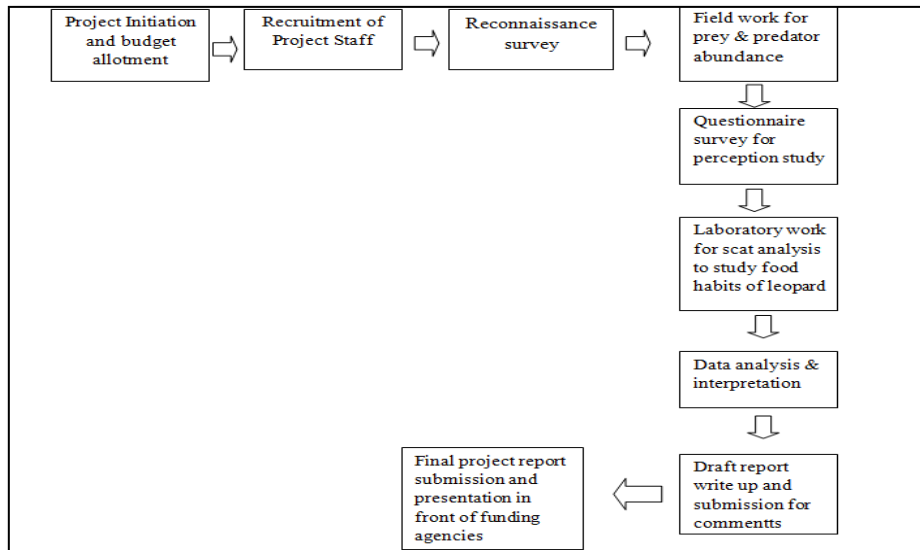 Project Initiation
and budget
allotment
Recruitment of
Project Staff
Reconnaissance
survey
Field work for
prey & predator
abundance
Questionnaire
survey for
perception study
Laboratory work
for scat analysis
to study food
habits of leopard
Data analysis &
interpretation
Draft report
write up and
submission for
commentts
Final project report
submission and
presentation in
front of funding
agencies